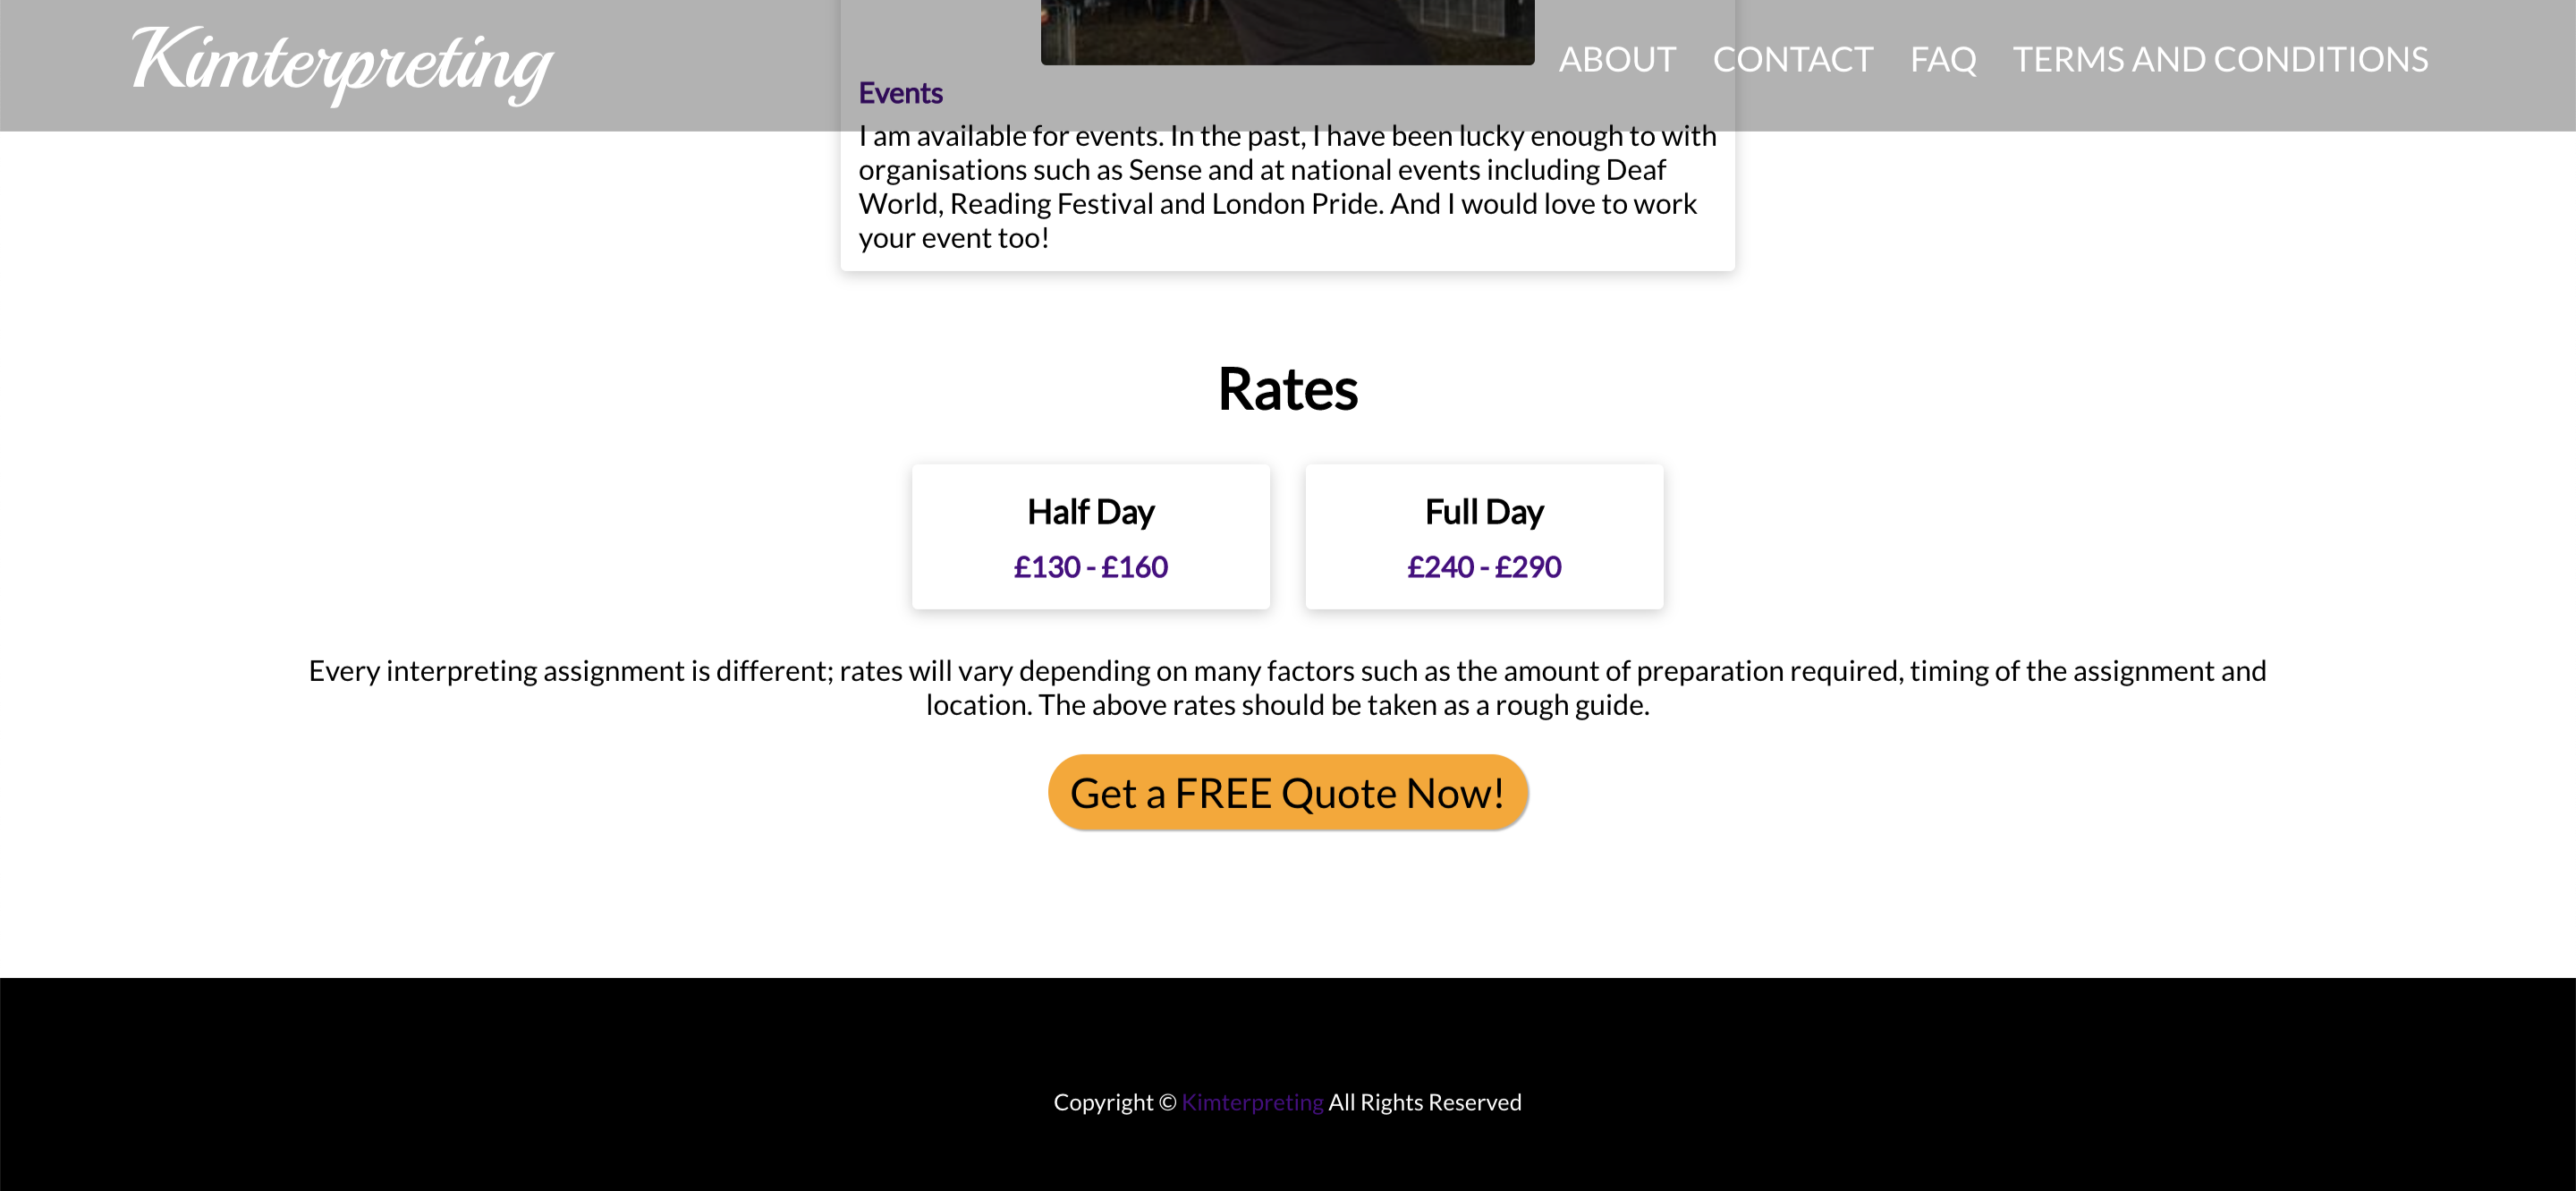 Kimterpreting
ABOUT CONTACT FAQ TERMS AND CONDITIONS
Events
I am available for events. In the past, I have been lucky enough to with
organisations such as Sense and at national events including Deaf
World, Reading Festival and London Pride. And I would love to work
your event too!
Rates
Half Day
£130 - £160
Full Day
£240 - £290
Every interpreting assignment is different; rates will vary depending on many factors such as the amount of preparation required, timing of the assignment and
location. The above rates should be taken as a rough guide.
Get a FREE Quote Now!
Copyright © Kimterpreting All Rights Reserved